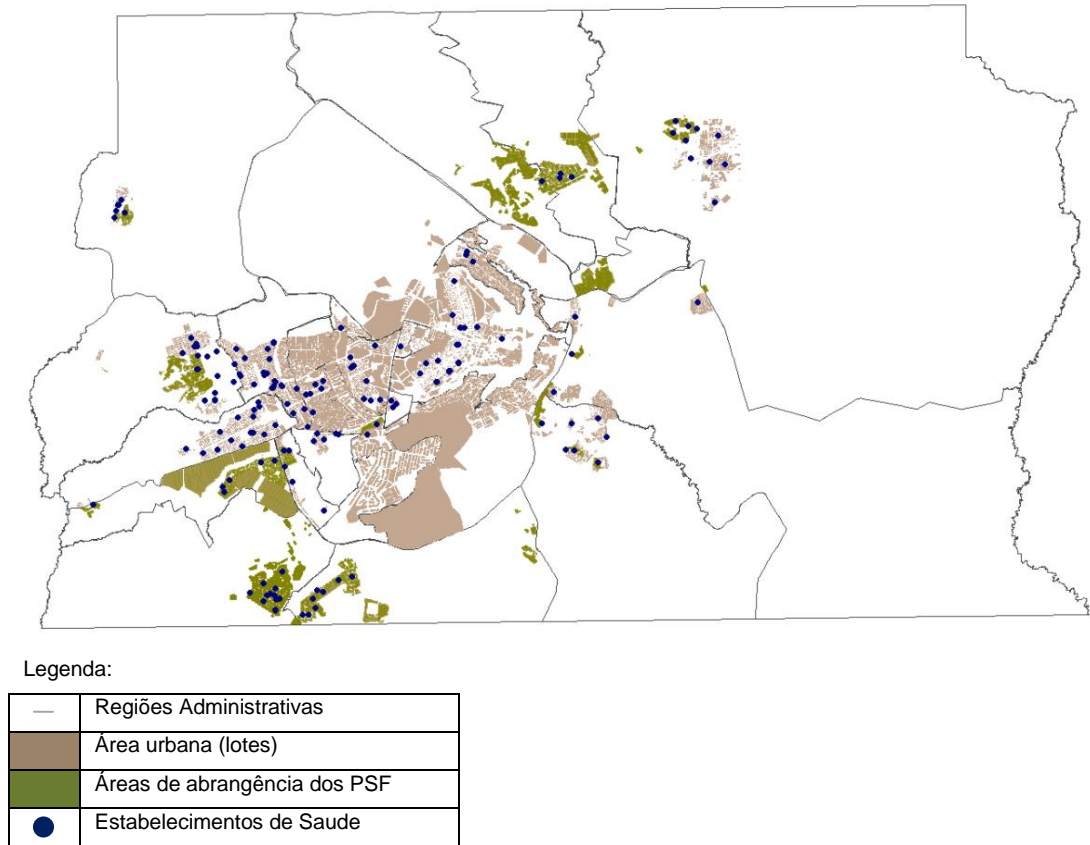 Legenda:
Regiões Administrativas
Área urbana (lotes)
Áreas de abrangência dos PSF
Estabelecimentos de Saude